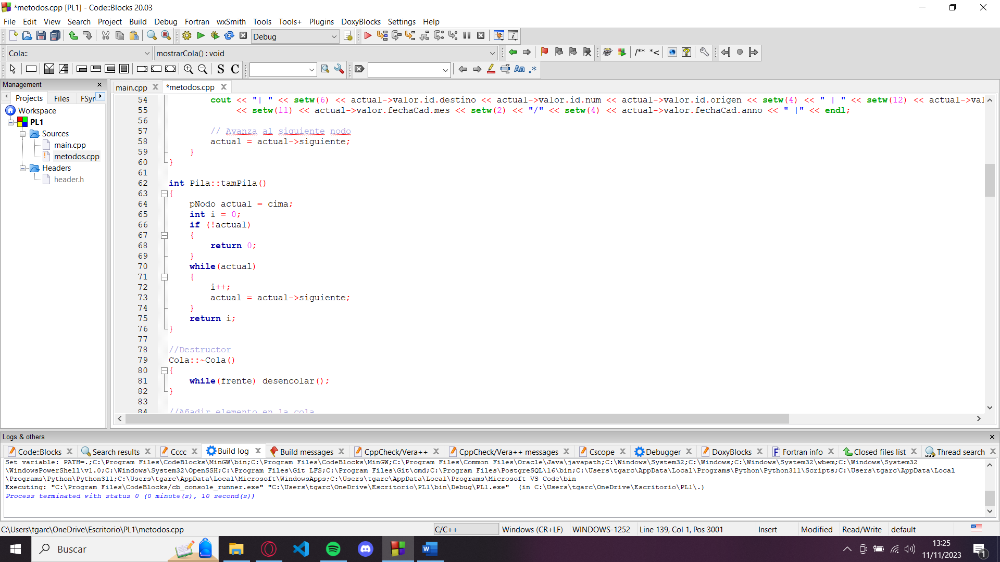 *metodos.cpp [PL1] - Code::Blocks 20.03
File Edit View Search Project Build Debug Fortran wxSmith Tools Tools+ Plugins DoxyBlocks Settings Help
Debug
Cola:: mostrarCola() : void
/** *<
S C Aa .*
Management
Projects Files FSyr
main.cpp *metodos.cpp
Workspace
PL1
Sources
main.cpp
metodos.cpp
Headers
header.h
54 cout << "| " << setw(6) << actual->valor.id.destino << actual->valor.id.num << actual->valor.id.origen << setw(4) << " | " << setw(12) << actual->val
55 << setw(11) << actual->valor.fechaCad.mes << setw(2) << "/" << setw(4) << actual->valor.fechaCad.anno << " |" << endl;
56
57 // Avanza al siguiente nodo
58 actual = actual->siguiente;
59 }
60 }
61
62 int Pila::tamPila()
63 {
64 pNodo actual = cima;
65 int i = 0;
66 if (!actual)
67 {
68 return 0;
69 }
70 while(actual)
71 {
72 i++;
73 actual = actual->siguiente;
74 }
75 return i;
76 }
77
78 //Destructor
79 Cola::~Cola()
80 {
81 while(frente) desencolar();
82 }
83
84 //Añadir elemento en la cola
Logs & others
Code::Blocks Search results Cccc Build log Build messages CppCheck/Vera++ CppCheck/Vera++ messages Cscope Debugger DoxyBlocks Fortran info Closed files list Thread search
Set variable: PATH=.;C:\Program Files\CodeBlocks\MinGW\bin;C:\Program Files\CodeBlocks\MinGW;C:\Program Files\Common Files\Oracle\Java\javapath;C:\Windows\System32;C:\Windows;C:\Windows\System32\wbem;C:\Windows\System32
\WindowsPowerShell\v1.0;C:\Windows\System32\OpenSSH;C:\Program Files\Git LFS;C:\Program Files\Git\cmd;C:\Program Files\PostgreSQL\16\bin;C:\Users\tgarc\AppData\Local\Programs\Python\Python311\Scripts;C:\Users\tgarc\AppData\Local
\Programs\Python\Python311;C:\Users\tgarc\AppData\Local\Microsoft\WindowsApps;C:\Users\tgarc\AppData\Local\Programs\Microsoft VS Code\bin
Executing: "C:\Program Files\CodeBlocks/cb_console_runner.exe" "C:\Users\tgarc\OneDrive\Escritorio\PL1\bin\Debug\PL1.exe"  (in C:\Users\tgarc\OneDrive\Escritorio\PL1\.)
Process terminated with status 0 (0 minute(s), 10 second(s))
C:\Users\tgarc\OneDrive\Escritorio\PL1\metodos.cpp C/C++ Windows (CR+LF) WINDOWS-1252 Line 139, Col 1, Pos 3001 Insert Modified Read/Write default
Buscar
13:25
11/11/2023
1